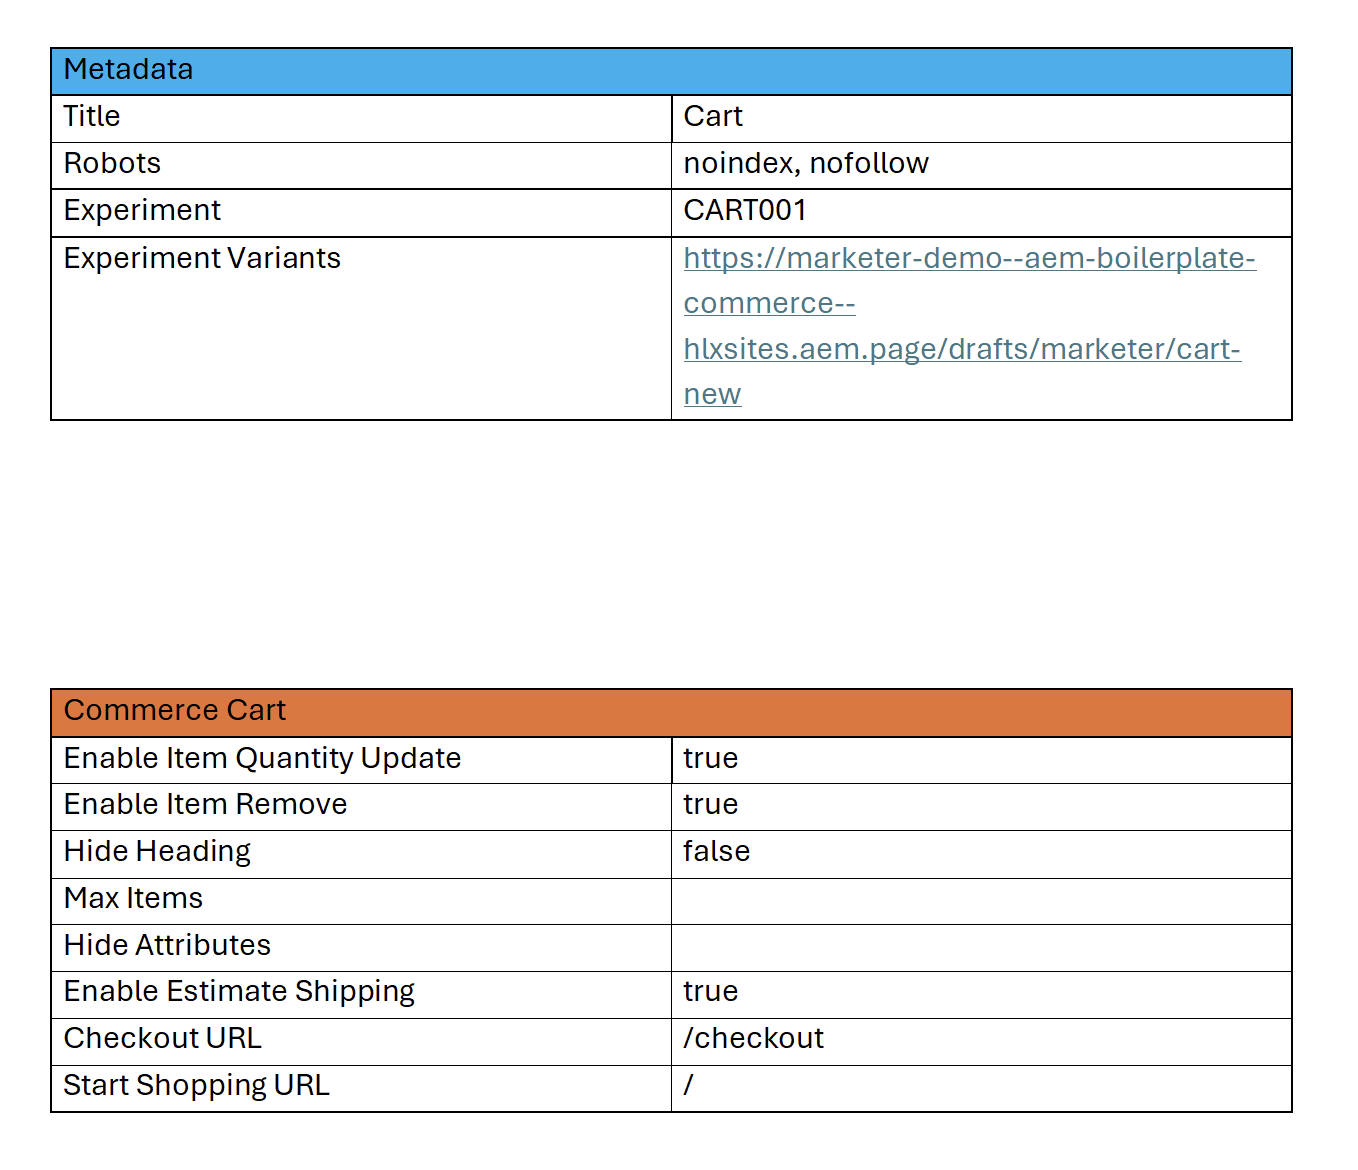 Metadata
Title Cart
Robots noindex, nofollow
Experiment CART001
Experiment Variants https://marketer-demo--aem-boilerplate-
commerce--
hlxsites.aem.page/drafts/marketer/cart-
new
Commerce Cart
Enable Item Quantity Update true
Enable Item Remove true
Hide Heading false
Max Items
Hide Attributes
Enable Estimate Shipping true
Checkout URL /checkout
Start Shopping URL /